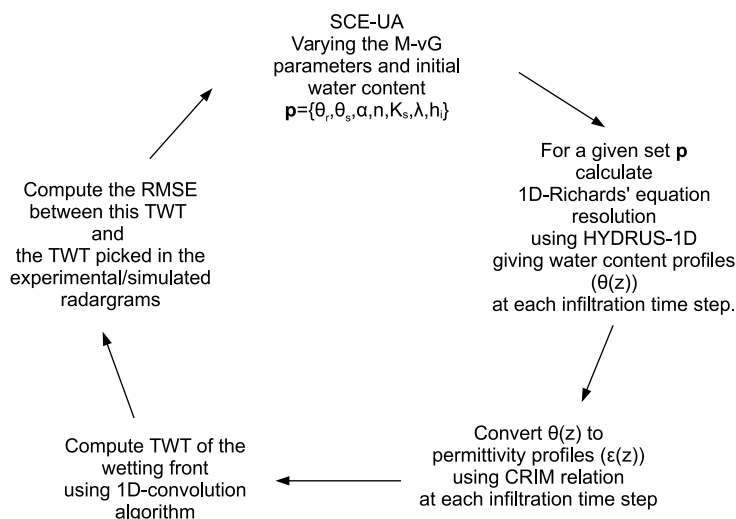 SCE-UA
Varying the M-vG
parameters and initial
water content
p={θr,θs,α,n,Ks,λ,hi}
For a given set p
calculate
1D-Richards' equation
resolution
using HYDRUS-1D
giving water content profiles
(θ(z))
at each infiltration time step.
Convert θ(z) to
permittivity profiles (ε(z))
using CRIM relation
at each infiltration time step
Compute TWT of the
wetting front
using 1D-convolution
algorithm
Compute the RMSE
between this TWT
and
the TWT picked in the
experimental/simulated
radargrams